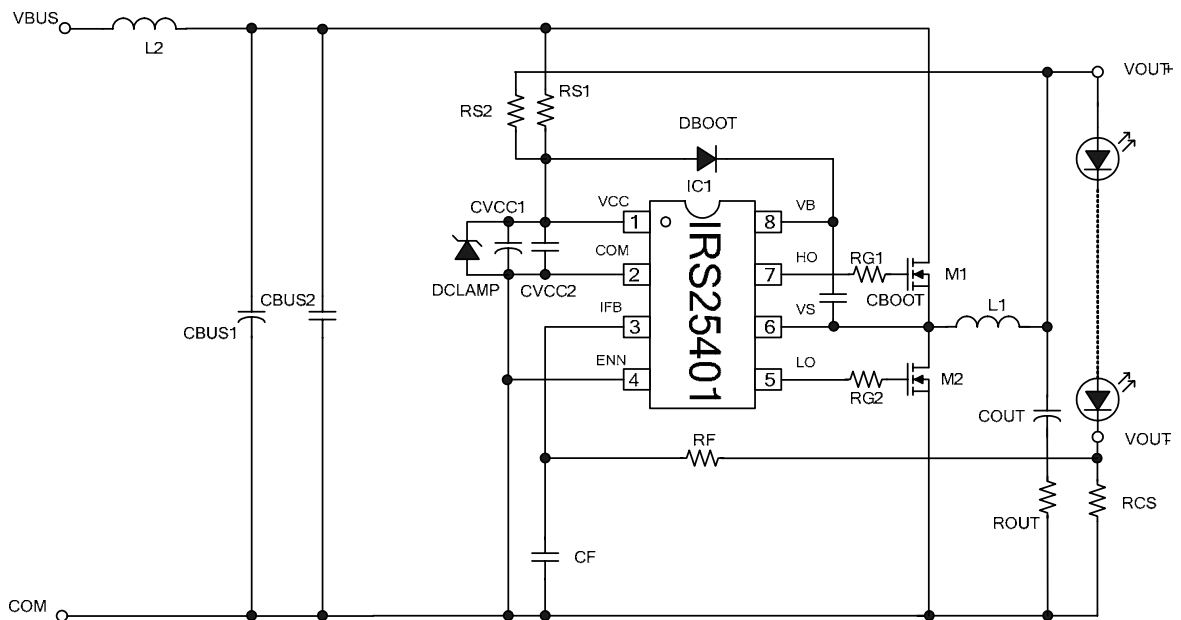 VBUS
L2
VOUT+
RS2
RS1
DBOOT
IC1
CVCC1
VCC
1
8
VB
COM
2
7
HO
RG1
M1
DCLAMP
CVCC2
CBOOT
CBUS2
CBUS1
IFB
3
6
VS
L1
ENN
4
5
LO
RG2
M2
IRS25401
COUT
VOUT-
RF
ROUT
RCS
CF
COM